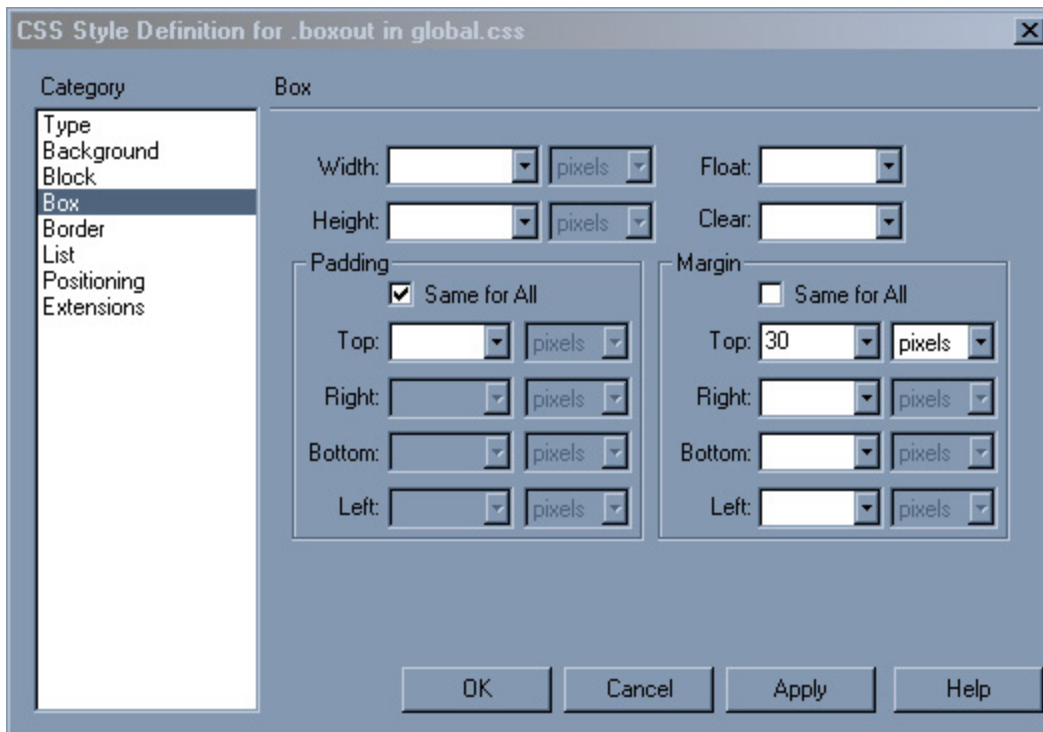 CSS Style Definition for .boxout in global.css
Category
Box
Type
Background
Block
Box
Border
List
Positioning
Extensions
Width: pixels Float:
Height: pixels Clear:
Padding
Same for All
Top: pixels
Right: pixels
Bottom: pixels
Left: pixels
Margin
Same for All
Top: 30 pixels
Right: pixels
Bottom: pixels
Left: pixels
OK Cancel Apply Help